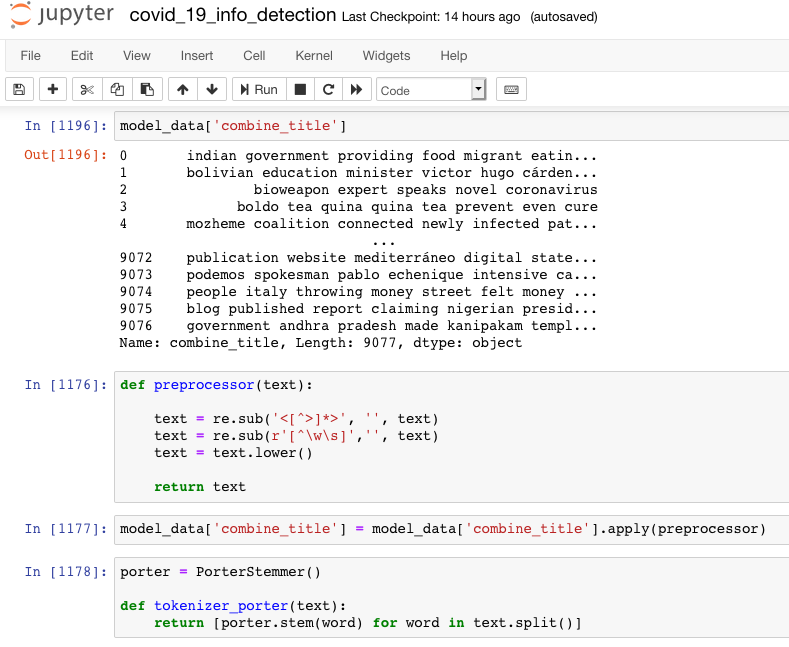 jupyter covid_19_info_detection Last Checkpoint: 14 hours ago (autosaved)
File Edit View Insert Cell Kernel Widgets Help
Run Code
In [1196]: model_data['combine_title']
Out[1196]: 0 indian government providing food migrant eatin...
1 bolivian education minister victor hugo cárden...
2 bioweapon expert speaks novel coronavirus
3 boldo tea quina quina tea prevent even cure
4 mozheme coalition connected newly infected pat...
...
9072 publication website mediterráneo digital state...
9073 podemos spokesman pablo echenique intensive ca...
9074 people italy throwing money street felt money ...
9075 blog published report claiming nigerian presid...
9076 government andhra pradesh made kanipakam templ...
Name: combine_title, Length: 9077, dtype: object
In [1176]: def preprocessor(text):
text = re.sub('<[^>]*>', '', text)
text = re.sub(r'[^\w\s]','', text)
text = text.lower()
return text
In [1177]: model_data['combine_title'] = model_data['combine_title'].apply(preprocessor)
In [1178]: porter = PorterStemmer()
def tokenizer_porter(text):
return [porter.stem(word) for word in text.split()]